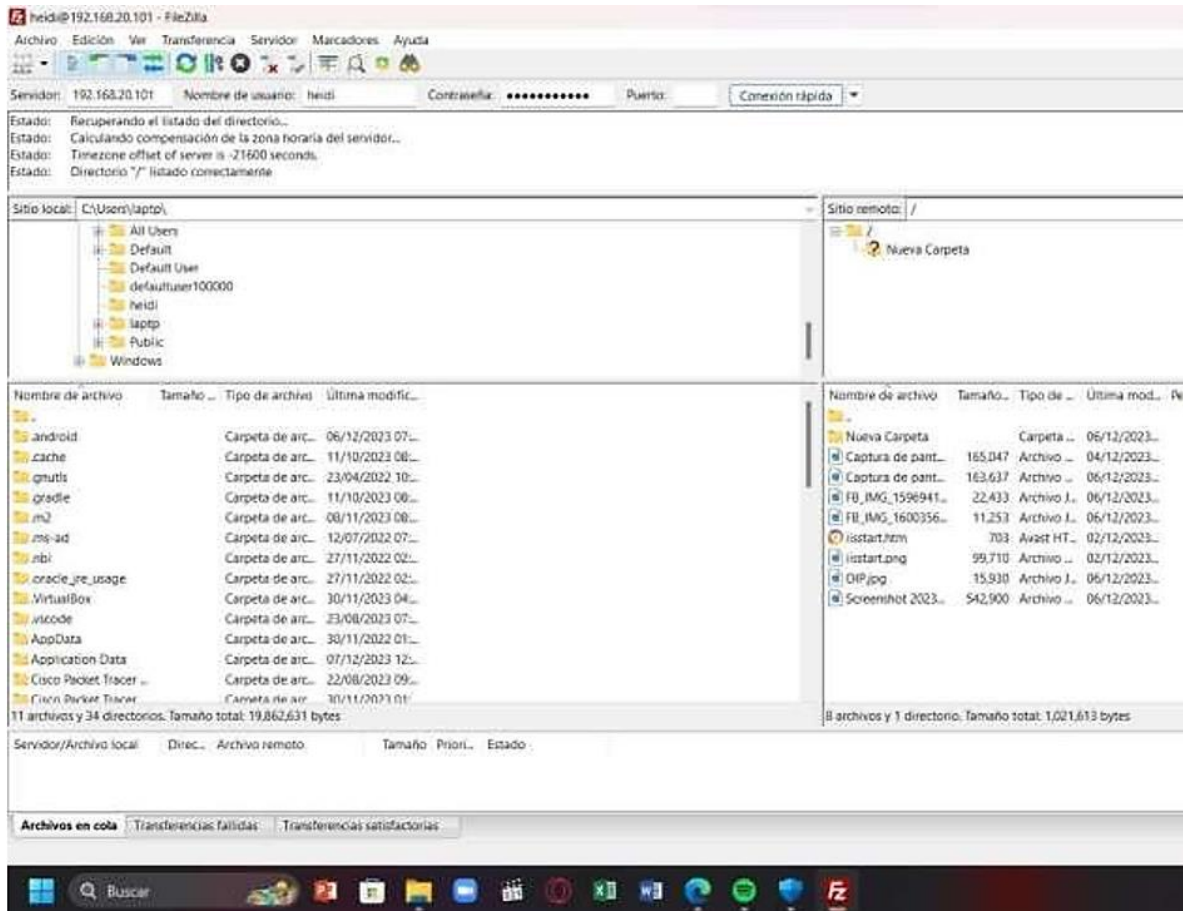 heidi@192.168.20.101 - FileZilla
Archivo Edición Ver Transferencia Servidor Marcadores Ayuda
Servidor: 192.168.20.101 Nombre de usuario: heidi Contraseña: ●●●●●●●●●●● Puerto: Conexión rápida
Estado: Recuperando el listado del directorio...
Estado: Calculando compensación de la zona horaria del servidor...
Estado: Timezone offset of server is -21600 seconds.
Estado: Directorio "/" listado correctamente
Sitio local: C:\Users\laptp\
All Users
Default
Default User
defaultuser100000
heidi
laptp
Public
Windows
Sitio remoto: /
/
Nueva Carpeta
Nombre de archivo Tamaño ... Tipo de archivo Última modific...
..
.android Carpeta de arc... 06/12/2023 07:...
.cache Carpeta de arc... 11/10/2023 08:...
.gnutls Carpeta de arc... 23/04/2022 10:...
.gradle Carpeta de arc... 11/10/2023 08:...
.m2 Carpeta de arc... 08/11/2023 08:...
.ms-ad Carpeta de arc... 12/07/2022 07:...
.nbi Carpeta de arc... 27/11/2022 02:...
.oracle_jre_usage Carpeta de arc... 27/11/2022 02:...
.VirtualBox Carpeta de arc... 30/11/2023 04:...
.vscode Carpeta de arc... 23/08/2023 07:...
AppData Carpeta de arc... 30/11/2022 01:...
Application Data Carpeta de arc... 07/12/2023 12:...
Cisco Packet Tracer ... Carpeta de arc... 22/08/2023 09:...
Cisco Packet Tracer Carpeta de arc... 30/11/2023 01:
11 archivos y 34 directorios. Tamaño total: 19,862,631 bytes
Nombre de archivo Tamaño... Tipo de ... Última mod... Pe
..
Nueva Carpeta Carpeta ... 06/12/2023...
Captura de pant... 165,047 Archivo ... 04/12/2023...
Captura de pant... 163,637 Archivo ... 06/12/2023...
FB_IMG_1596941... 22,433 Archivo J... 06/12/2023...
FB_IMG_1600356... 11,253 Archivo J... 06/12/2023...
iisstart.htm 703 Avast HT... 02/12/2023...
iisstart.png 99,710 Archivo ... 02/12/2023...
OIP.jpg 15,930 Archivo J... 06/12/2023...
Screenshot 2023... 542,900 Archivo ... 06/12/2023...
8 archivos y 1 directorio. Tamaño total: 1,021,613 bytes
Servidor/Archivo local Direc... Archivo remoto Tamaño Priori... Estado
Archivos en cola Transferencias fallidas Transferencias satisfactorias
Buscar